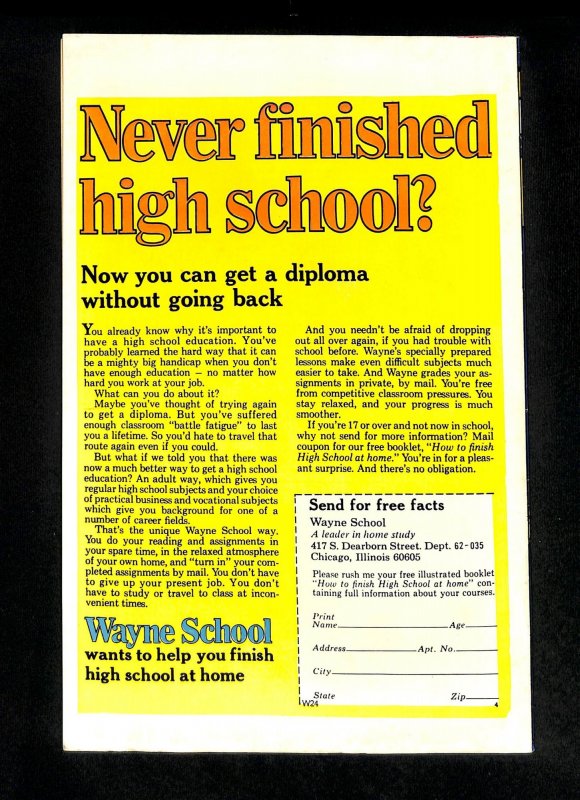 Never finished
high school?
Now you can get a diploma
without going back
You already know why it's important to
have a high school education. You've
probably learned the hard way that it can
be a mighty big handicap when you don't
have enough education — no matter how
hard you work at your job.
What can you do about it?
Maybe you've thought of trying again
to get a diploma. But you've suffered
enough classroom "battle fatigue" to last
you a lifetime. So you'd hate to travel that
route again even if you could.
But what if we told you that there was
now a much better way to get a high school
education? An adult way, which gives you
regular high school subjects and your choice
of practical business and vocational subjects
which give you background for one of a
number of career fields.
That's the unique Wayne School way.
You do your reading and assignments in
your spare time, in the relaxed atmosphere
of your own home, and "turn in" your com-
pleted assignments by mail. You don't have
to give up your present job. You don't
have to study or travel to class at incon-
venient times.
Wayne School
wants to help you finish
high school at home
And you needn't be afraid of dropping
out all over again, if you had trouble with
school before. Wayne's specially prepared
lessons make even difficult subjects much
easier to take. And Wayne grades your as-
signments in private, by mail. You're free
from competitive classroom pressures. You
stay relaxed, and your progress is much
smoother.
If you're 17 or over and not now in school,
why not send for more information? Mail
coupon for our free booklet, "How to finish
High School at home." You're in for a pleas-
ant surprise. And there's no obligation.
Send for free facts
Wayne School
A leader in home study
417 S. Dearborn Street. Dept. 62-035
Chicago, Illinois 60605
Please rush me your free illustrated booklet
"How to finish High School at home" con-
taining full information about your courses.
Print
Name Age
Address Apt. No.
City
State Zip
W24 4